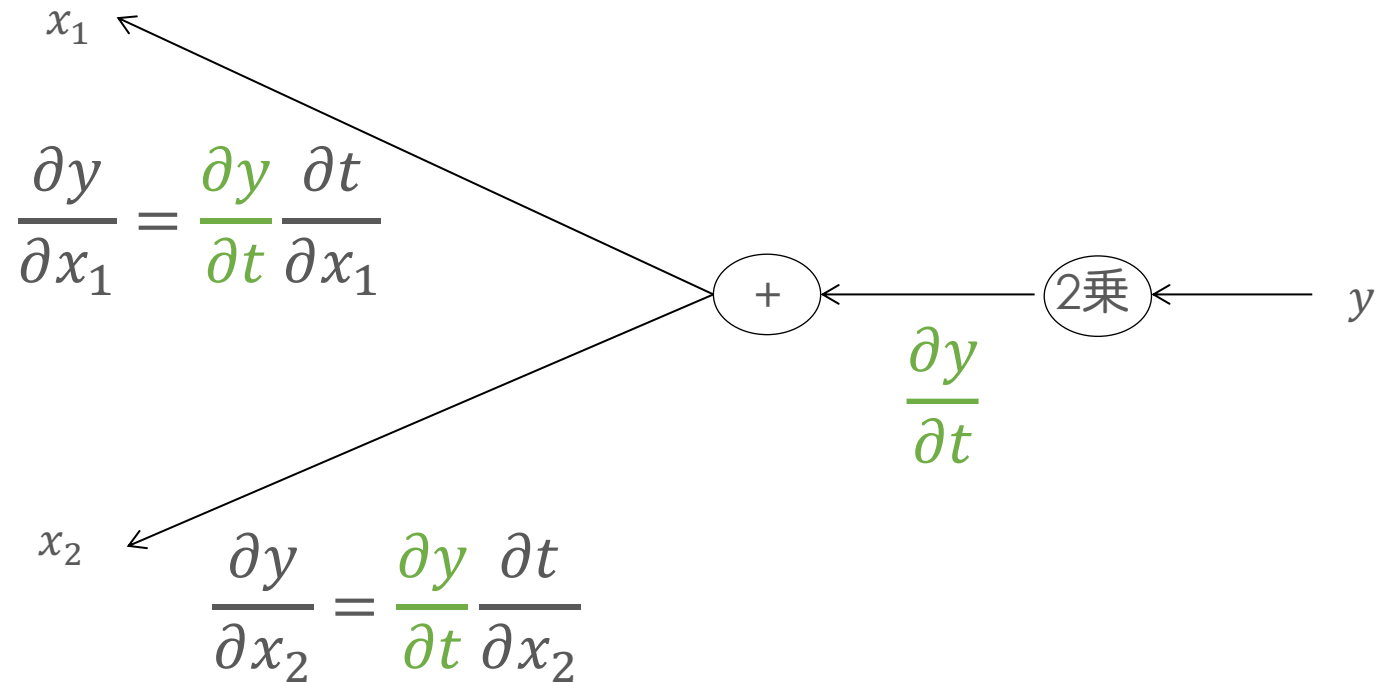 x₁
∂y/∂x₁ = ∂y/∂t ∂t/∂x₁
+
2乗
y
∂y/∂t
x₂
∂y/∂x₂ = ∂y/∂t ∂t/∂x₂